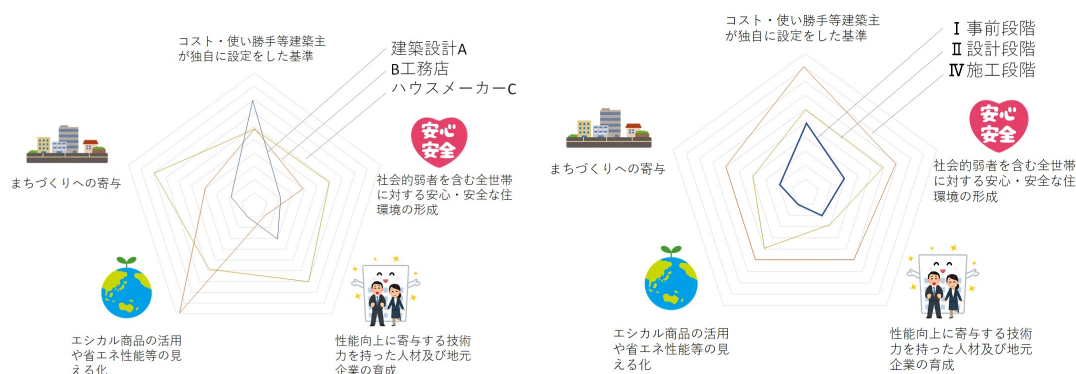 コスト・使い勝手等建築主
が独自に設定をした基準
建築設計A
B工務店
ハウスメーカーC
安心
安全
社会的弱者を含む全世帯
に対する安心・安全な住
環境の形成
まちづくりへの寄与
エシカル商品の活用
や省エネ性能等の見
える化
性能向上に寄与する技術
力を持った人材及び地元
企業の育成
コスト・使い勝手等建築主
が独自に設定をした基準
Ⅰ 事前段階
Ⅱ 設計段階
Ⅳ 施工段階
安心
安全
社会的弱者を含む全世帯
に対する安心・安全な住
環境の形成
まちづくりへの寄与
エシカル商品の活用
や省エネ性能等の見
える化
性能向上に寄与する技術
力を持った人材及び地元
企業の育成